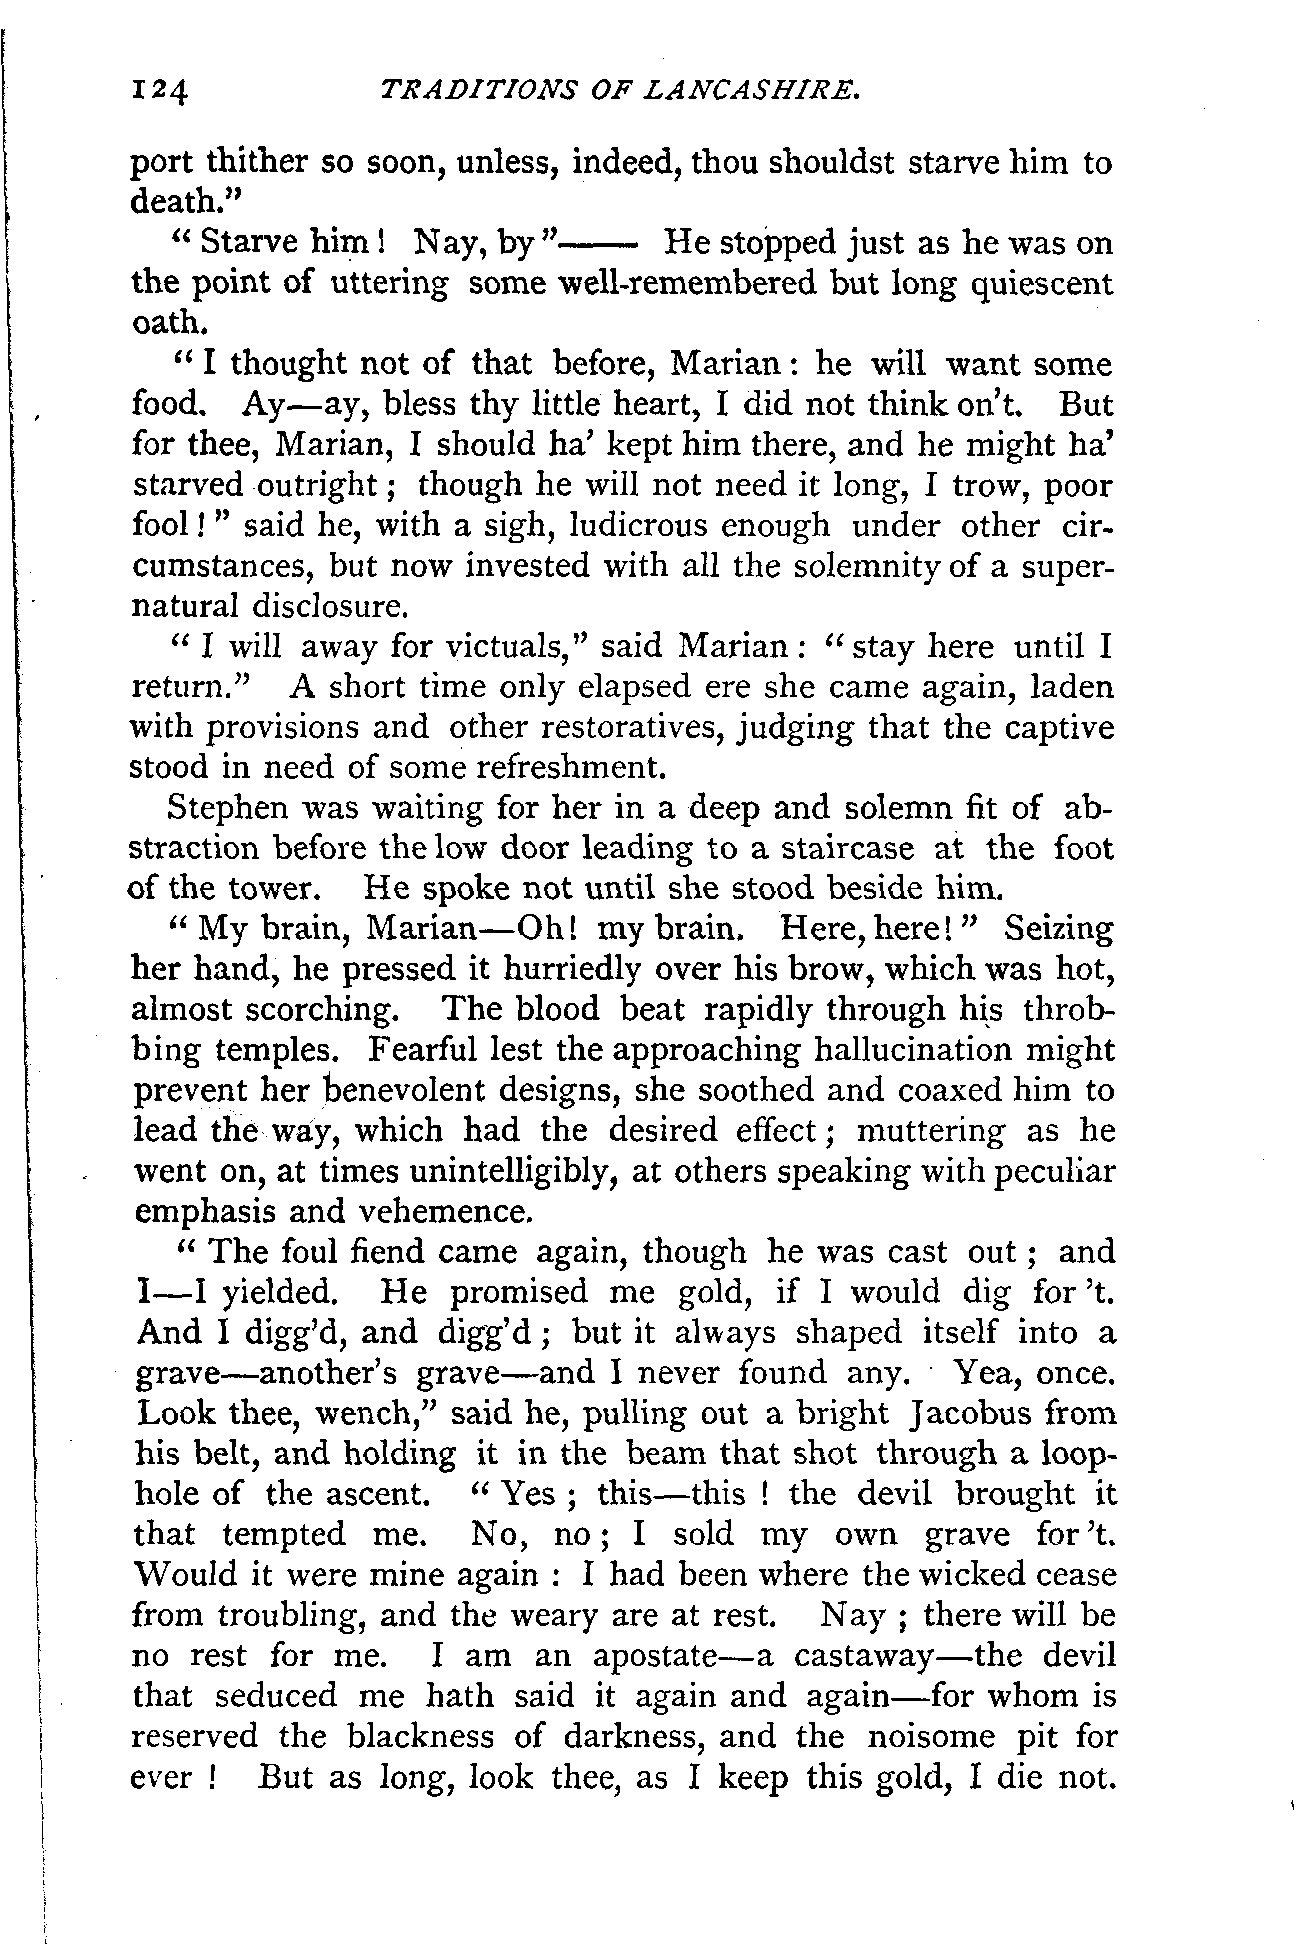 124 TRADITIONS OF LANCASHIRE.
port thither so soon, unless, indeed, thou shouldst starve him to
death.”
“ Starve him ! Nay, by ”—— He stopped just as he was on
the point of uttering some well-remembered but long quiescent
oath.
“ I thought not of that before, Marian : he will want some
food. Ay—ay, bless thy little heart, I did not think on’t. But
for thee, Marian, I should ha’ kept him there, and he might ha’
starved outright ; though he will not need it long, I trow, poor
fool ! ” said he, with a sigh, ludicrous enough under other cir-
cumstances, but now invested with all the solemnity of a super-
natural disclosure.
“ I will away for victuals,” said Marian : “ stay here until I
return.” A short time only elapsed ere she came again, laden
with provisions and other restoratives, judging that the captive
stood in need of some refreshment.
Stephen was waiting for her in a deep and solemn fit of ab-
straction before the low door leading to a staircase at the foot
of the tower. He spoke not until she stood beside him.
“ My brain, Marian—Oh ! my brain. Here, here ! ” Seizing
her hand, he pressed it hurriedly over his brow, which was hot,
almost scorching. The blood beat rapidly through his throb-
bing temples. Fearful lest the approaching hallucination might
prevent her benevolent designs, she soothed and coaxed him to
lead the way, which had the desired effect ; muttering as he
went on, at times unintelligibly, at others speaking with peculiar
emphasis and vehemence.
“ The foul fiend came again, though he was cast out ; and
I—I yielded. He promised me gold, if I would dig for ’t.
And I digg’d, and digg’d ; but it always shaped itself into a
grave—another’s grave—and I never found any. Yea, once.
Look thee, wench,” said he, pulling out a bright Jacobus from
his belt, and holding it in the beam that shot through a loop-
hole of the ascent. “ Yes ; this—this ! the devil brought it
that tempted me. No, no ; I sold my own grave for ’t.
Would it were mine again : I had been where the wicked cease
from troubling, and the weary are at rest. Nay ; there will be
no rest for me. I am an apostate—a castaway—the devil
that seduced me hath said it again and again—for whom is
reserved the blackness of darkness, and the noisome pit for
ever ! But as long, look thee, as I keep this gold, I die not.